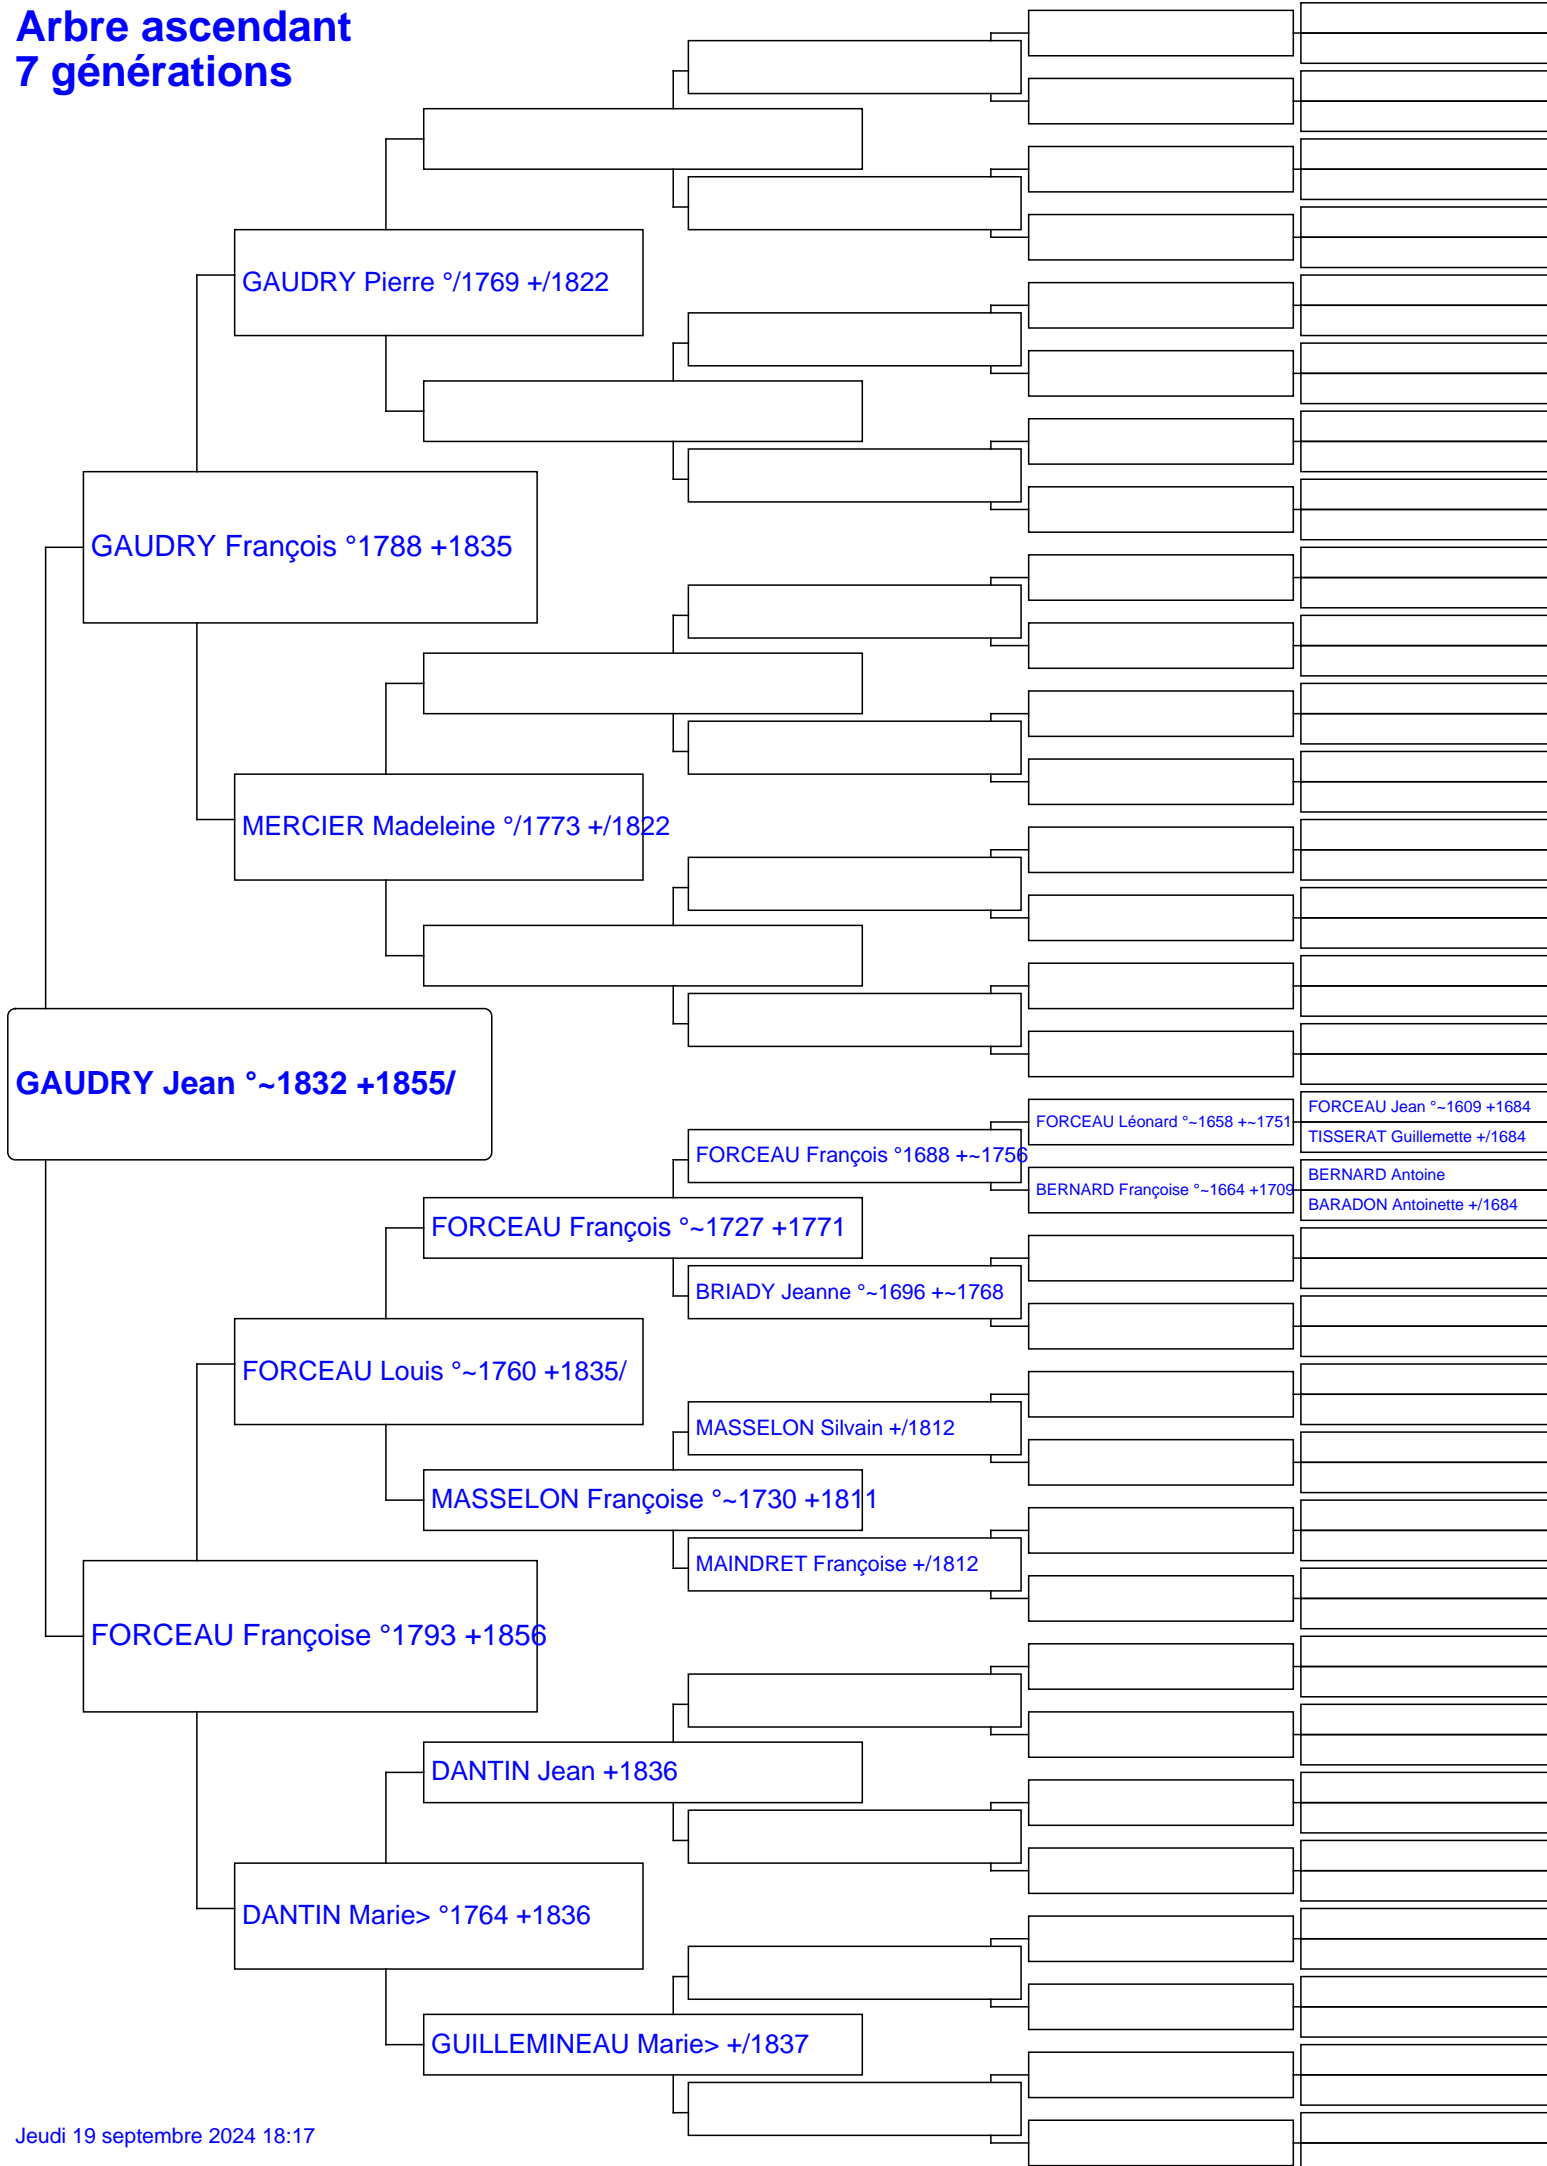 Arbre ascendant
7 générations
GAUDRY Pierre °/1769 +/1822
GAUDRY François °1788 +1835
MERCIER Madeleine °/1773 +/1822
GAUDRY Jean °~1832 +1855/
FORCEAU Léonard °~1658 +~1751
FORCEAU Jean °~1609 +1684
TISSERAT Guillemette +/1684
FORCEAU François °1688 +~1756
BERNARD Françoise °~1664 +1709
BERNARD Antoine
BARADON Antoinette +/1684
FORCEAU François °~1727 +1771
BRIADY Jeanne °~1696 +~1768
FORCEAU Louis °~1760 +1835/
MASSELON Silvain +/1812
MASSELON Françoise °~1730 +1811
MAINDRET Françoise +/1812
FORCEAU Françoise °1793 +1856
DANTIN Jean +1836
DANTIN Marie> °1764 +1836
GUILLEMINEAU Marie> +/1837
Jeudi 19 septembre 2024 18:17